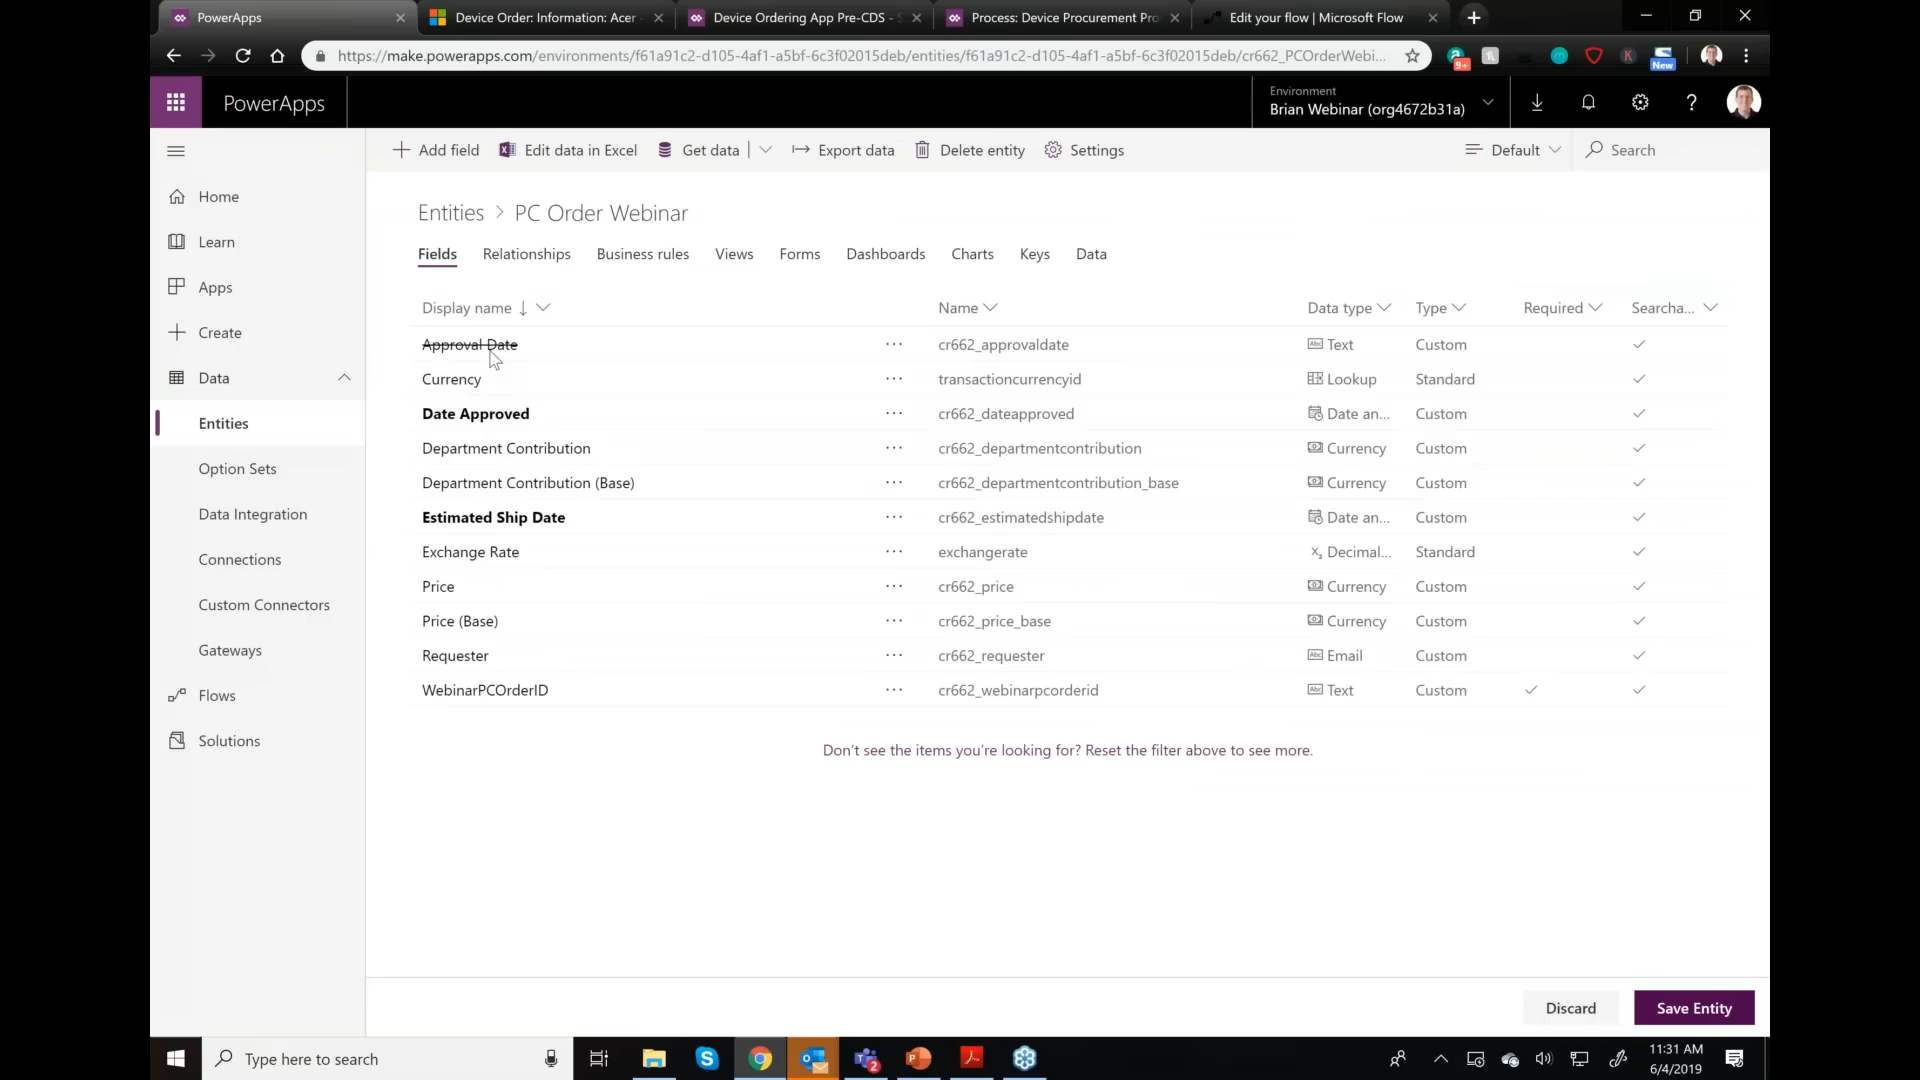 PowerApps
Device Order: Information: Acer
Device Ordering App Pre-CDS - S
Process: Device Procurement Pro
Edit your flow | Microsoft Flow
https://make.powerapps.com/environments/f61a91c2-d105-4af1-a5bf-6c3f02015deb/entities/f61a91c2-d105-4af1-a5bf-6c3f02015deb/cr662_PCOrderWebi...
9+
K
New
PowerApps
Environment
Brian Webinar (org4672b31a)
?
Add field
Edit data in Excel
Get data
Export data
Delete entity
Settings
Default
Search
Home
Learn
Apps
Create
Data
Entities
Option Sets
Data Integration
Connections
Custom Connectors
Gateways
Flows
Solutions
Entities > PC Order Webinar
Fields Relationships Business rules Views Forms Dashboards Charts Keys Data
Display name ↓ Name Data type Type Required Searcha...
Approval Date ··· cr662_approvaldate Abc Text Custom
Currency ··· transactioncurrencyid Lookup Standard
Date Approved ··· cr662_dateapproved Date an... Custom
Department Contribution ··· cr662_departmentcontribution Currency Custom
Department Contribution (Base) ··· cr662_departmentcontribution_base Currency Custom
Estimated Ship Date ··· cr662_estimatedshipdate Date an... Custom
Exchange Rate ··· exchangerate Decimal... Standard
Price ··· cr662_price Currency Custom
Price (Base) ··· cr662_price_base Currency Custom
Requester ··· cr662_requester Abc Email Custom
WebinarPCOrderID ··· cr662_webinarpcorderid Abc Text Custom
Don't see the items you're looking for? Reset the filter above to see more.
Discard
Save Entity
Type here to search
2
11:31 AM
6/4/2019